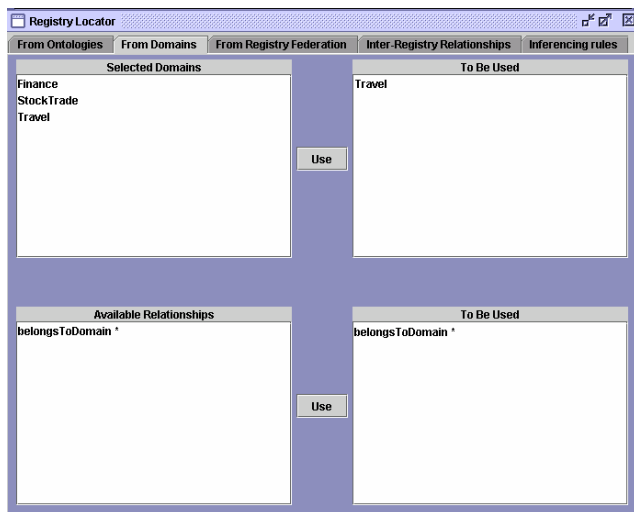 Registry Locator
From Ontologies From Domains From Registry Federation Inter-Registry Relationships Inferencing rules
Selected Domains To Be Used
Finance Travel
StockTrade
Travel
Use
Available Relationships To Be Used
belongsToDomain * belongsToDomain *
Use